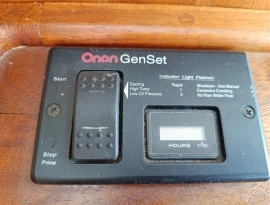 Onan GenSet
Indicator Light Flashes
Start
Starting Rapid Shutdown - See Manual
High Temp 2 Excessive Cranking
Low Oil Pressure 3 No Raw Water Flow
Stop/
Prime
HOURS 1/10